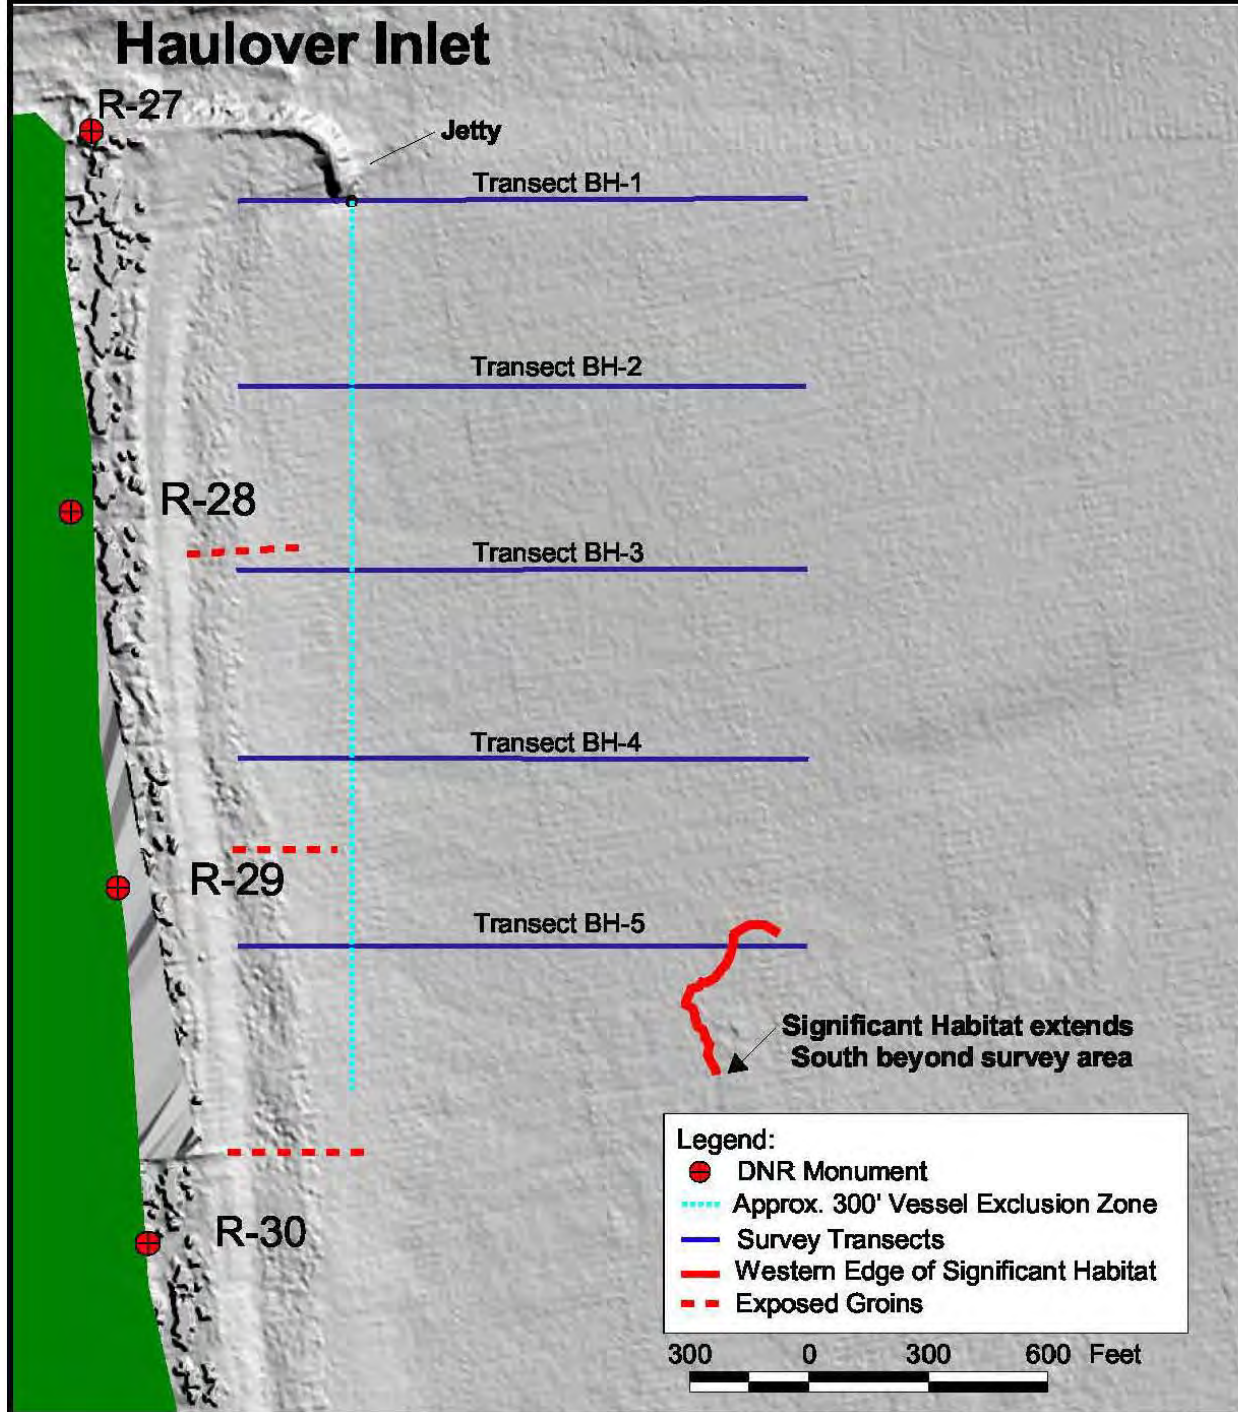 Haulover Inlet
R-27
Jetty
Transect BH-1
Transect BH-2
R-28
Transect BH-3
Transect BH-4
R-29
Transect BH-5
Significant Habitat extends
South beyond survey area
Legend:
DNR Monument
Approx. 300' Vessel Exclusion Zone
Survey Transects
Western Edge of Significant Habitat
Exposed Groins
R-30
300 0 300 600 Feet